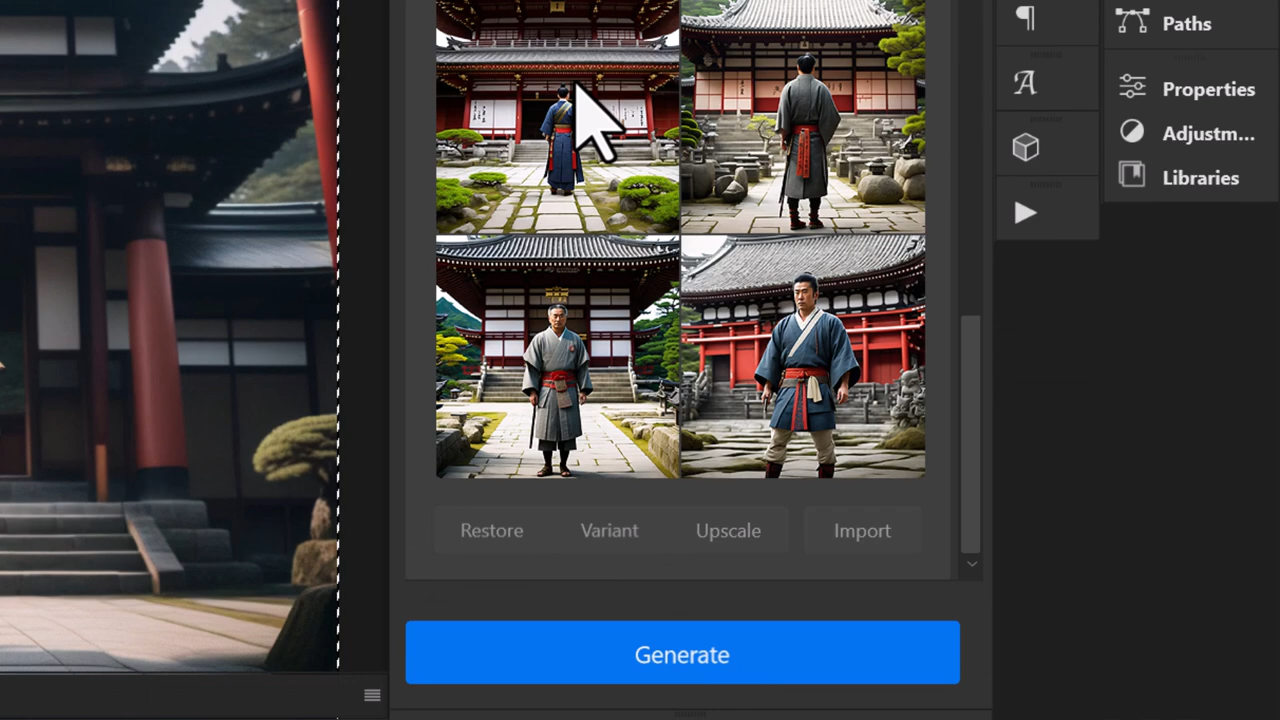 Paths
Properties
Adjustm...
Libraries
Restore
Variant
Upscale
Import
Generate